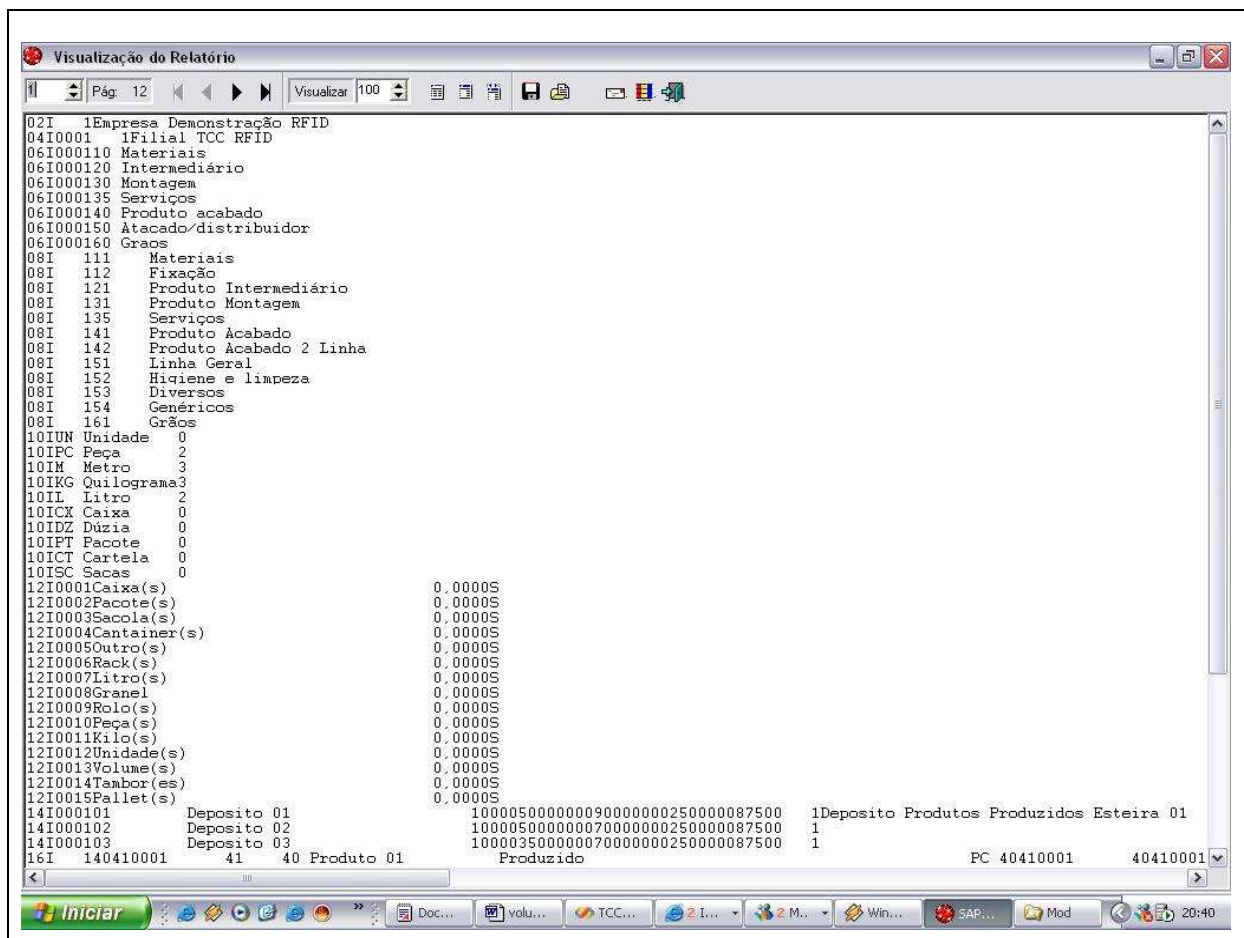 Visualização do Relatório
1 Pág: 12 Visualizar 100
02I   1Empresa Demonstração RFID
04I0001   1Filial TCC RFID
06I000110 Materiais
06I000120 Intermediário
06I000130 Montagem
06I000135 Serviços
06I000140 Produto acabado
06I000150 Atacado/distribuidor
06I000160 Graos
08I   111    Materiais
08I   112    Fixação
08I   121    Produto Intermediário
08I   131    Produto Montagem
08I   135    Serviços
08I   141    Produto Acabado
08I   142    Produto Acabado 2 Linha
08I   151    Linha Geral
08I   152    Higiene e limpeza
08I   153    Diversos
08I   154    Genéricos
08I   161    Grãos
10IUN Unidade   0
10IPC Peça      2
10IM  Metro     3
10IKG Quilograma3
10IL  Litro     2
10ICX Caixa     0
10IDZ Dúzia     0
10IPT Pacote    0
10ICT Cartela   0
10ISC Sacas     0
12I0001Caixa(s) 0,0000S
12I0002Pacote(s) 0,0000S
12I0003Sacola(s) 0,0000S
12I0004Cantainer(s) 0,0000S
12I0005Outro(s) 0,0000S
12I0006Rack(s) 0,0000S
12I0007Litro(s) 0,0000S
12I0008Granel 0,0000S
12I0009Rolo(s) 0,0000S
12I0010Peça(s) 0,0000S
12I0011Kilo(s) 0,0000S
12I0012Unidade(s) 0,0000S
12I0013Volume(s) 0,0000S
12I0014Tambor(es) 0,0000S
12I0015Pallet(s) 0,0000S
14I000101 Deposito 01 1000050000000900000002500000087500 1Deposito Produtos Produzidos Esteira 01
14I000102 Deposito 02 1000050000000700000002500000087500 1
14I000103 Deposito 03 1000035000000700000002500000087500 1
16I   140410001 41 40 Produto 01 Produzido PC 40410001 40410001
Iniciar » Doc... volu... TCC... 2 I... 2 M.. Win... SAP... Mod 20:40